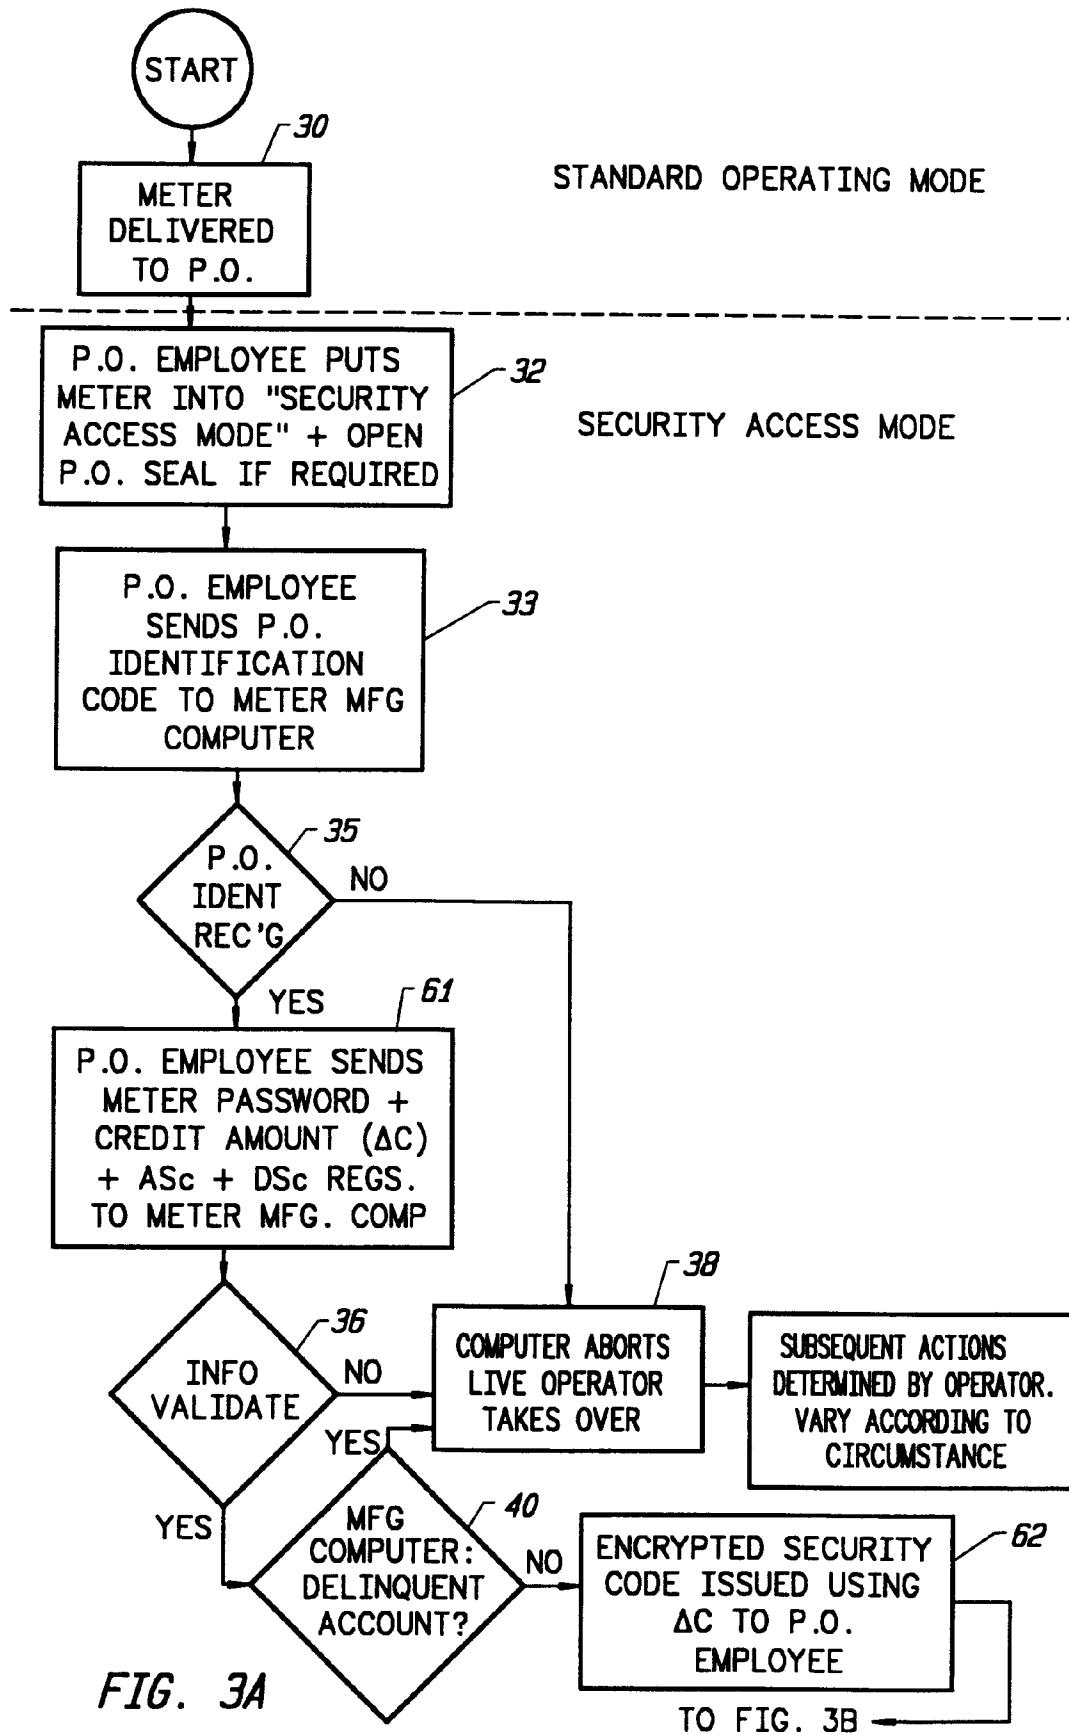 START
30
METER
DELIVERED
TO P.O.
STANDARD OPERATING MODE
P.O. EMPLOYEE PUTS
METER INTO "SECURITY
ACCESS MODE" + OPEN
P.O. SEAL IF REQUIRED
32
SECURITY ACCESS MODE
P.O. EMPLOYEE
SENDS P.O.
IDENTIFICATION
CODE TO METER MFG
COMPUTER
33
P.O.
IDENT
REC'G
35
NO
YES
61
P.O. EMPLOYEE SENDS
METER PASSWORD +
CREDIT AMOUNT (ΔC)
+ ASc + DSc REGS.
TO METER MFG. COMP
INFO
VALIDATE
36
NO
YES
38
COMPUTER ABORTS
LIVE OPERATOR
TAKES OVER
SUBSEQUENT ACTIONS
DETERMINED BY OPERATOR.
VARY ACCORDING TO
CIRCUMSTANCE
YES
MFG
COMPUTER:
DELINQUENT
ACCOUNT?
40
NO
ENCRYPTED SECURITY
CODE ISSUED USING
ΔC TO P.O.
EMPLOYEE
62
FIG. 3A
TO FIG. 3B